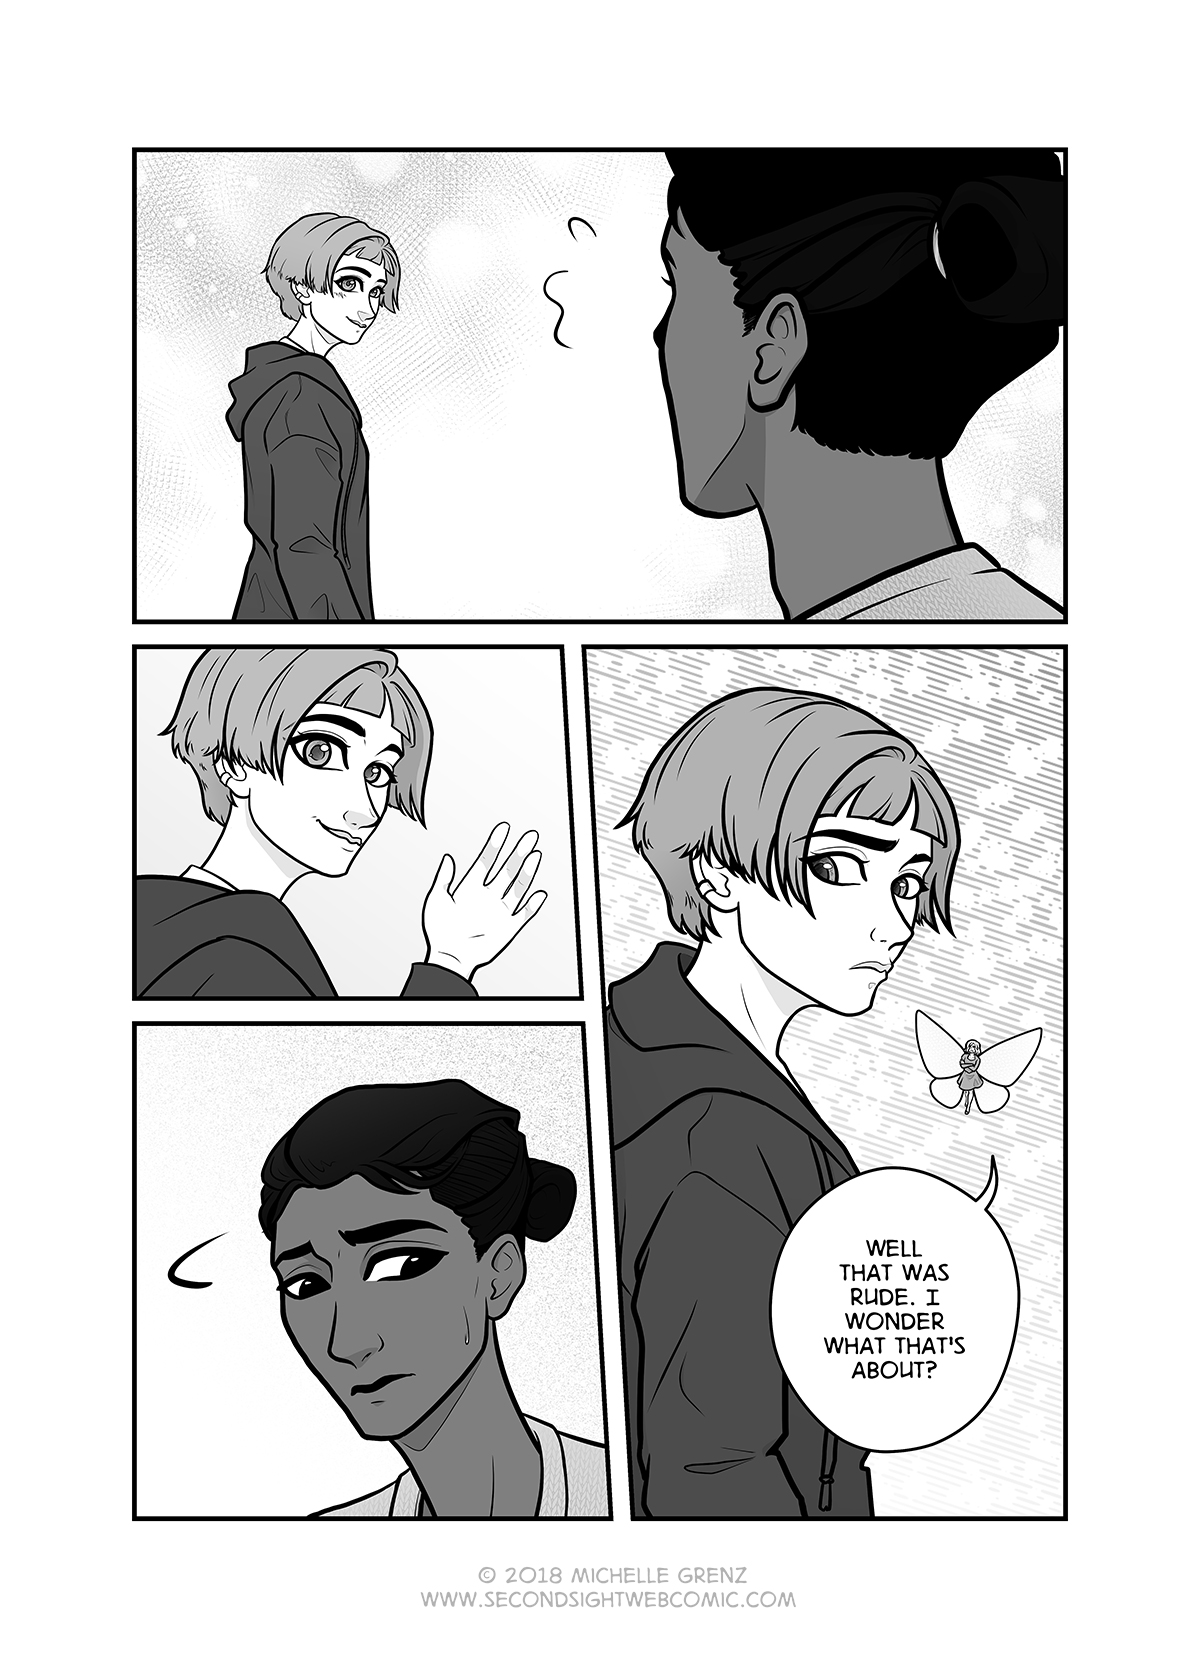 WELL
THAT WAS
RUDE. I
WONDER
WHAT THAT'S
ABOUT?
© 2018 MICHELLE GRENZ
WWW.SECONDSIGHTWEBCOMIC.COM